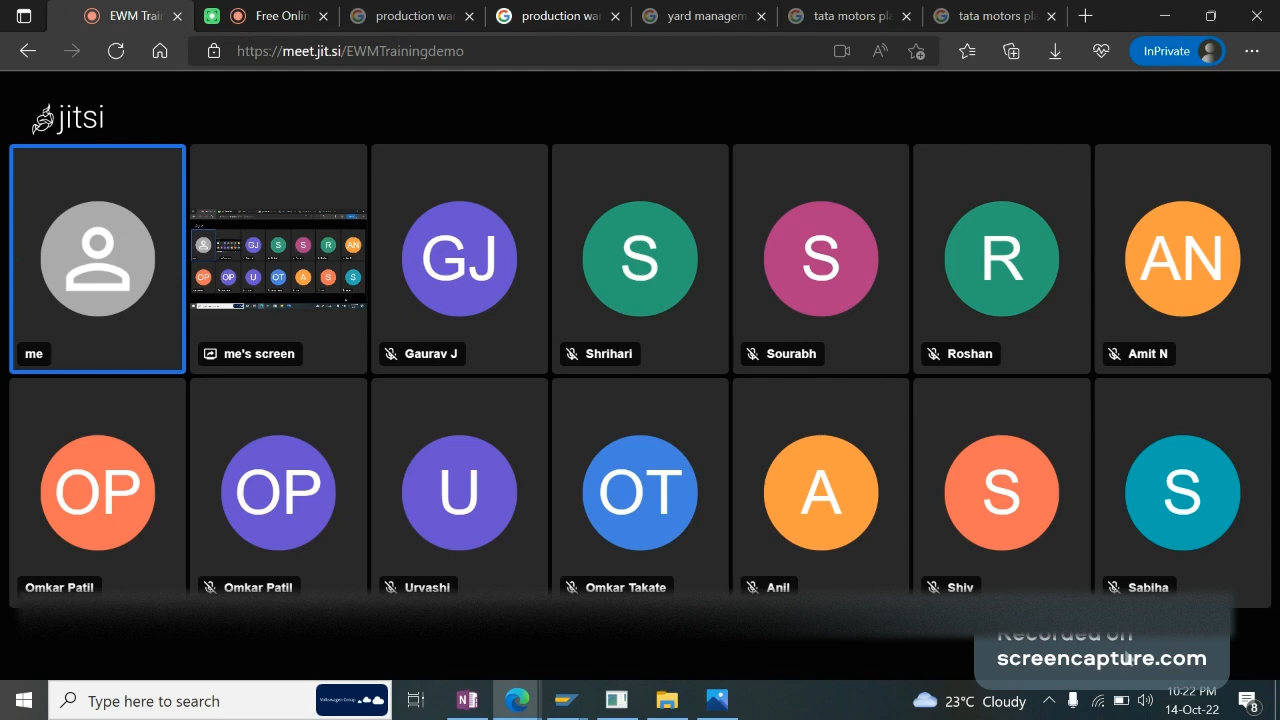 EWM Trai
Free Onlin
production wa
production wa
yard managem
tata motors pl
tata motors pl
https://meet.jit.si/EWMTrainingdemo
InPrivate
jitsi
GJ
S
S
R
AN
me
me's screen
Gaurav J
Shrihari
Sourabh
Roshan
Amit N
OP
OP
U
OT
A
S
S
Omkar Patil
Omkar Patil
Urvashi
Omkar Takate
Anil
Shiv
Sabiha
Recorded on
screencapture.com
Type here to search
23°C Cloudy
10:22 PM
14-Oct-22
8